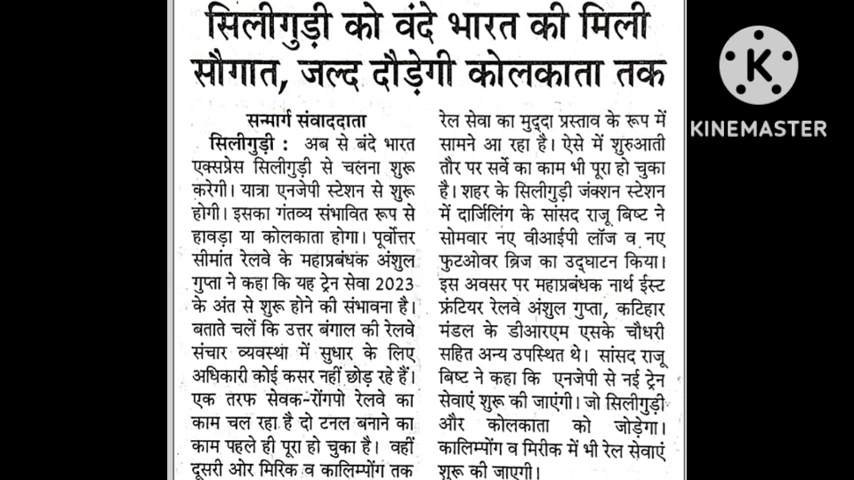 सिलीगुड़ी को वंदे भारत की मिली
सौगात, जल्द दौड़ेगी कोलकाता तक
सन्मार्ग संवाददाता
सिलीगुड़ी : अब से बंदे भारत
एक्सप्रेस सिलीगुड़ी से चलना शुरू
करेगी। यात्रा एनजेपी स्टेशन से शुरू
होगी। इसका गंतव्य संभावित रूप से
हावड़ा या कोलकाता होगा। पूर्वोत्तर
सीमांत रेलवे के महाप्रबंधक अंशुल
गुप्ता ने कहा कि यह ट्रेन सेवा 2023
के अंत से शुरू होने की संभावना है।
बताते चलें कि उत्तर बंगाल की रेलवे
संचार व्यवस्था में सुधार के लिए
अधिकारी कोई कसर नहीं छोड़ रहे हैं।
एक तरफ सेवक-रोंगपो रेलवे का
काम चल रहा है दो टनल बनाने का
काम पहले ही पूरा हो चुका है। वहीं
दूसरी ओर मिरिक व कालिम्पोंग तक
रेल सेवा का मुद्दा प्रस्ताव के रूप में
सामने आ रहा है। ऐसे में शुरुआती
तौर पर सर्वे का काम भी पूरा हो चुका
है। शहर के सिलीगुड़ी जंक्शन स्टेशन
में दार्जिलिंग के सांसद राजू बिष्ट ने
सोमवार नए वीआईपी लॉज व नए
फुटओवर ब्रिज का उद्घाटन किया।
इस अवसर पर महाप्रबंधक नार्थ ईस्ट
फ्रंटियर रेलवे अंशुल गुप्ता, कटिहार
मंडल के डीआरएम एसके चौधरी
सहित अन्य उपस्थित थे। सांसद राजू
बिष्ट ने कहा कि एनजेपी से नई ट्रेन
सेवाएं शुरू की जाएंगी। जो सिलीगुड़ी
और कोलकाता को जोड़ेगा।
कालिम्पोंग व मिरीक में भी रेल सेवाएं
शुरू की जाएगी।
K
KINEMASTER